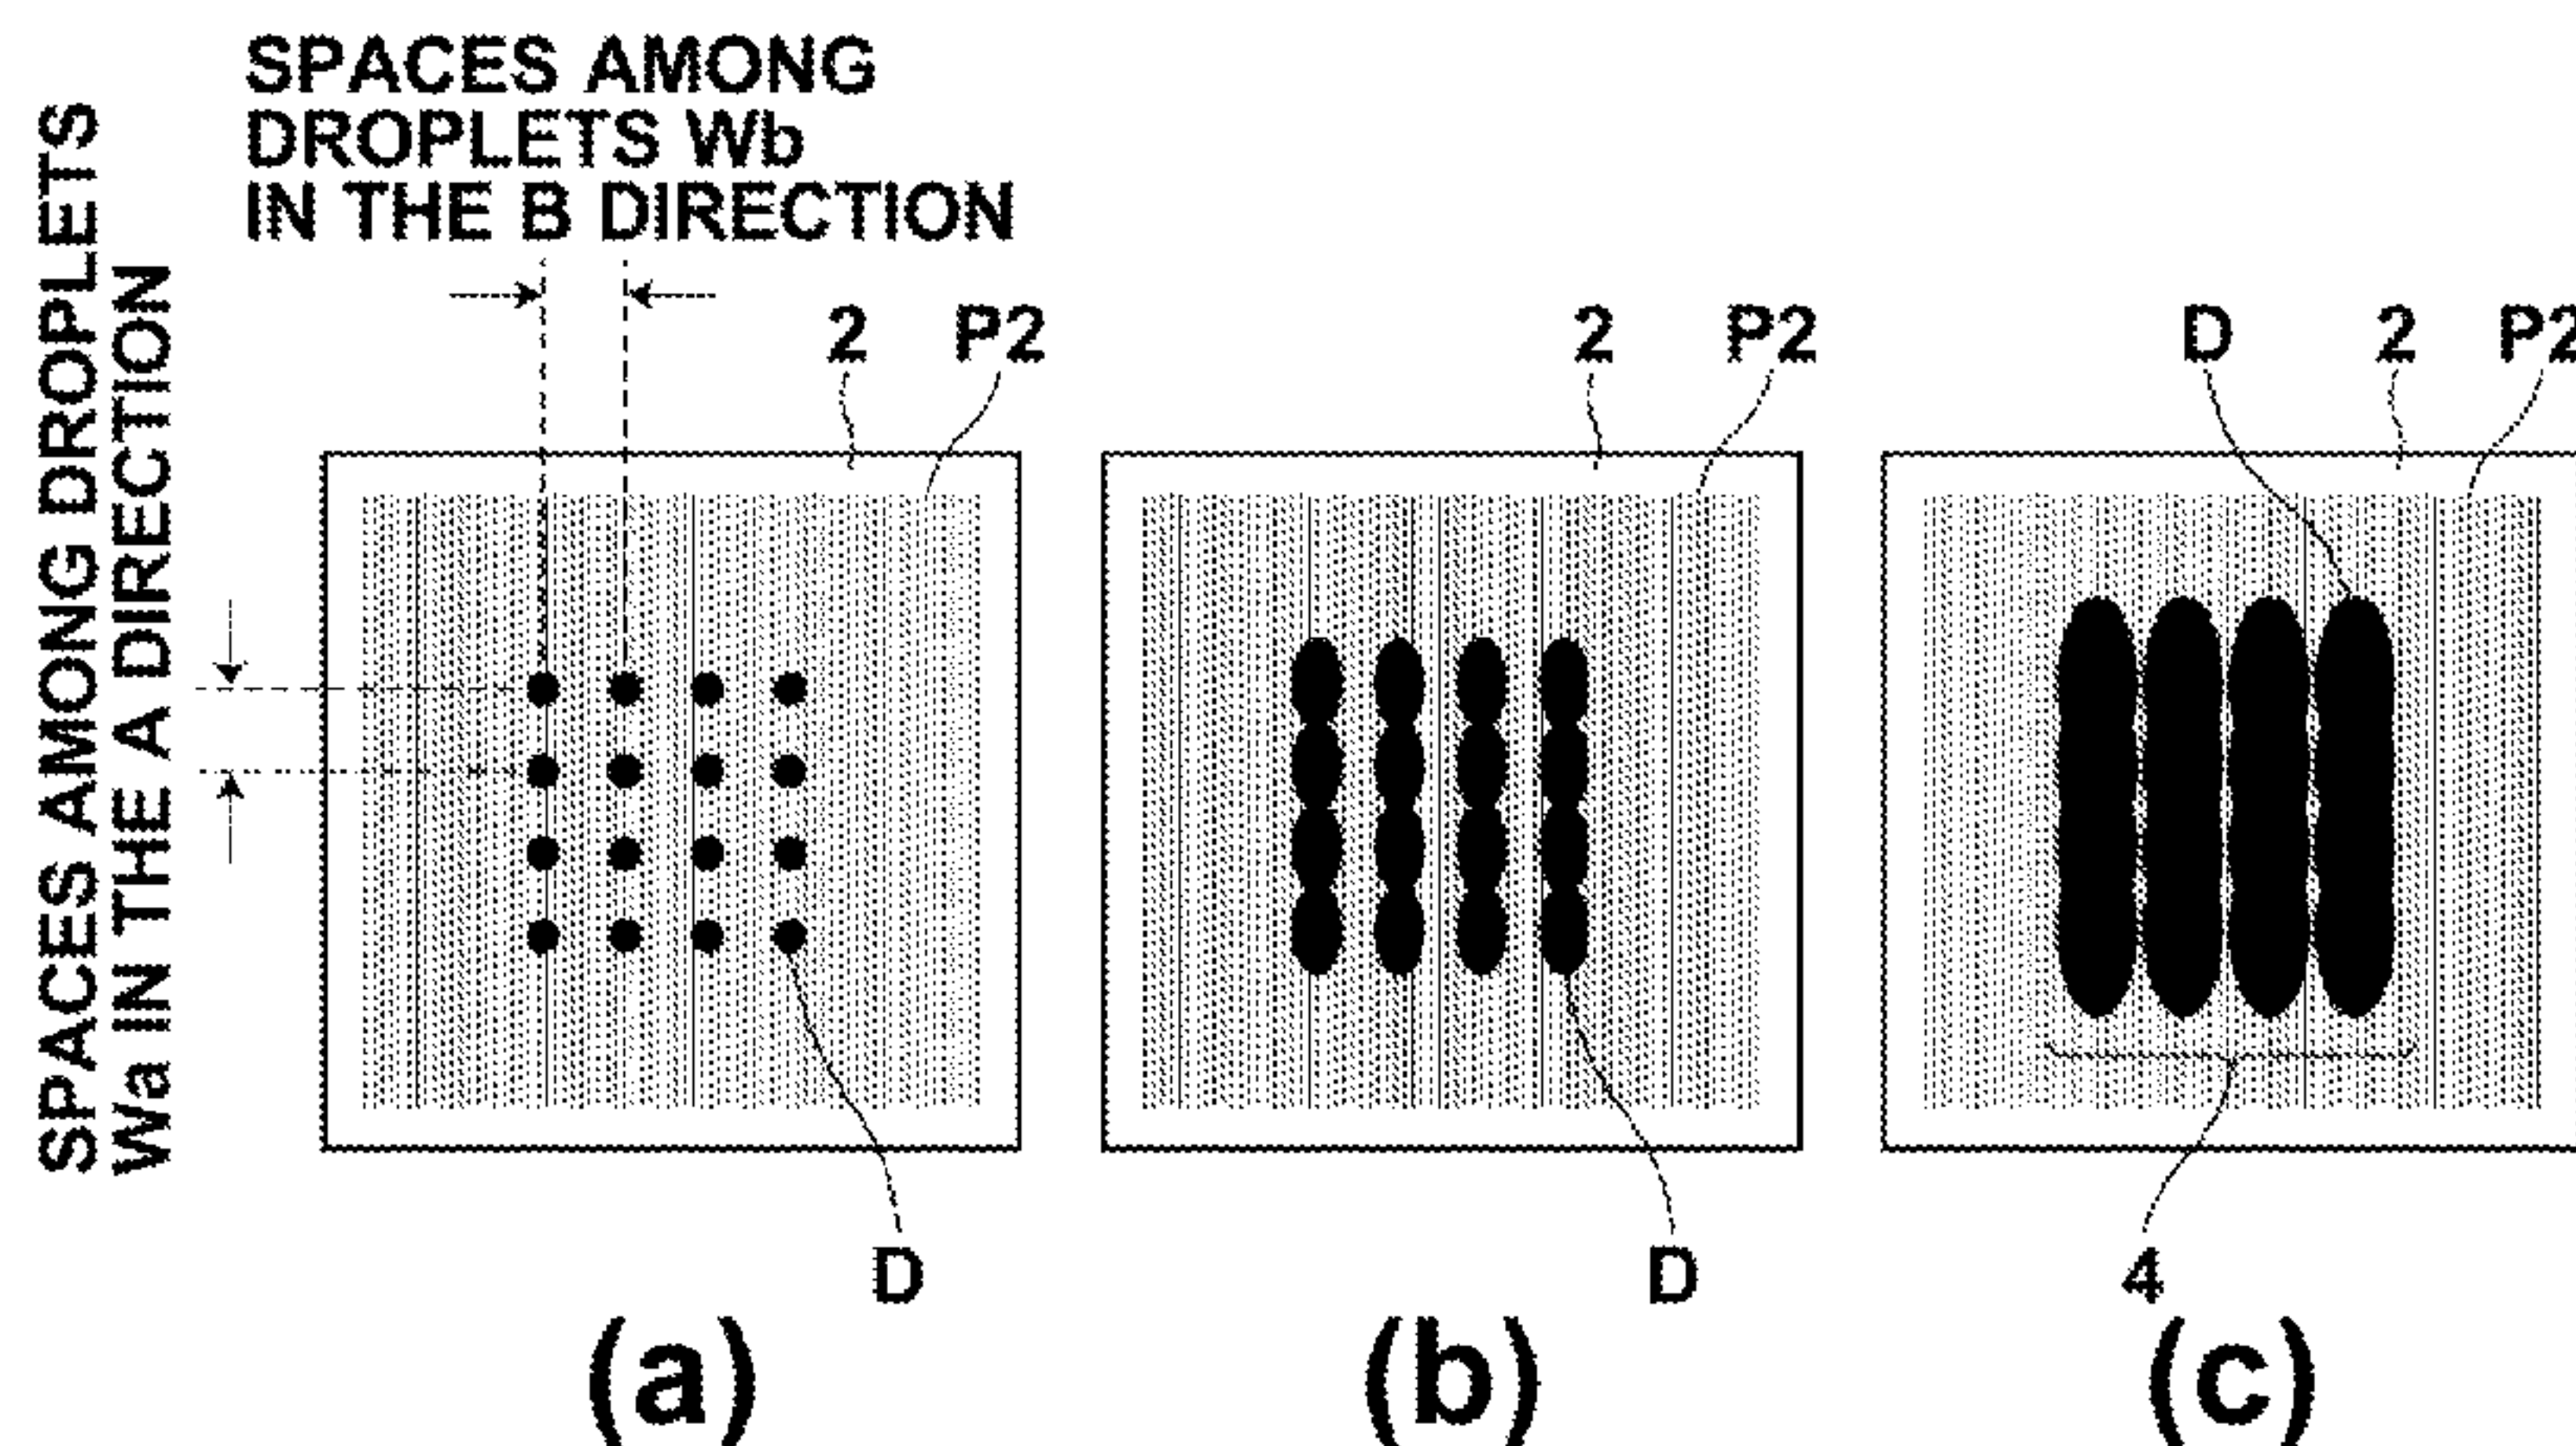 SPACES AMONG DROPLETS
Wa IN THE A DIRECTION
SPACES AMONG
DROPLETS Wb
IN THE B DIRECTION
2 P2
2 P2
D 2 P2
D
D
4
(a)
(b)
(c)